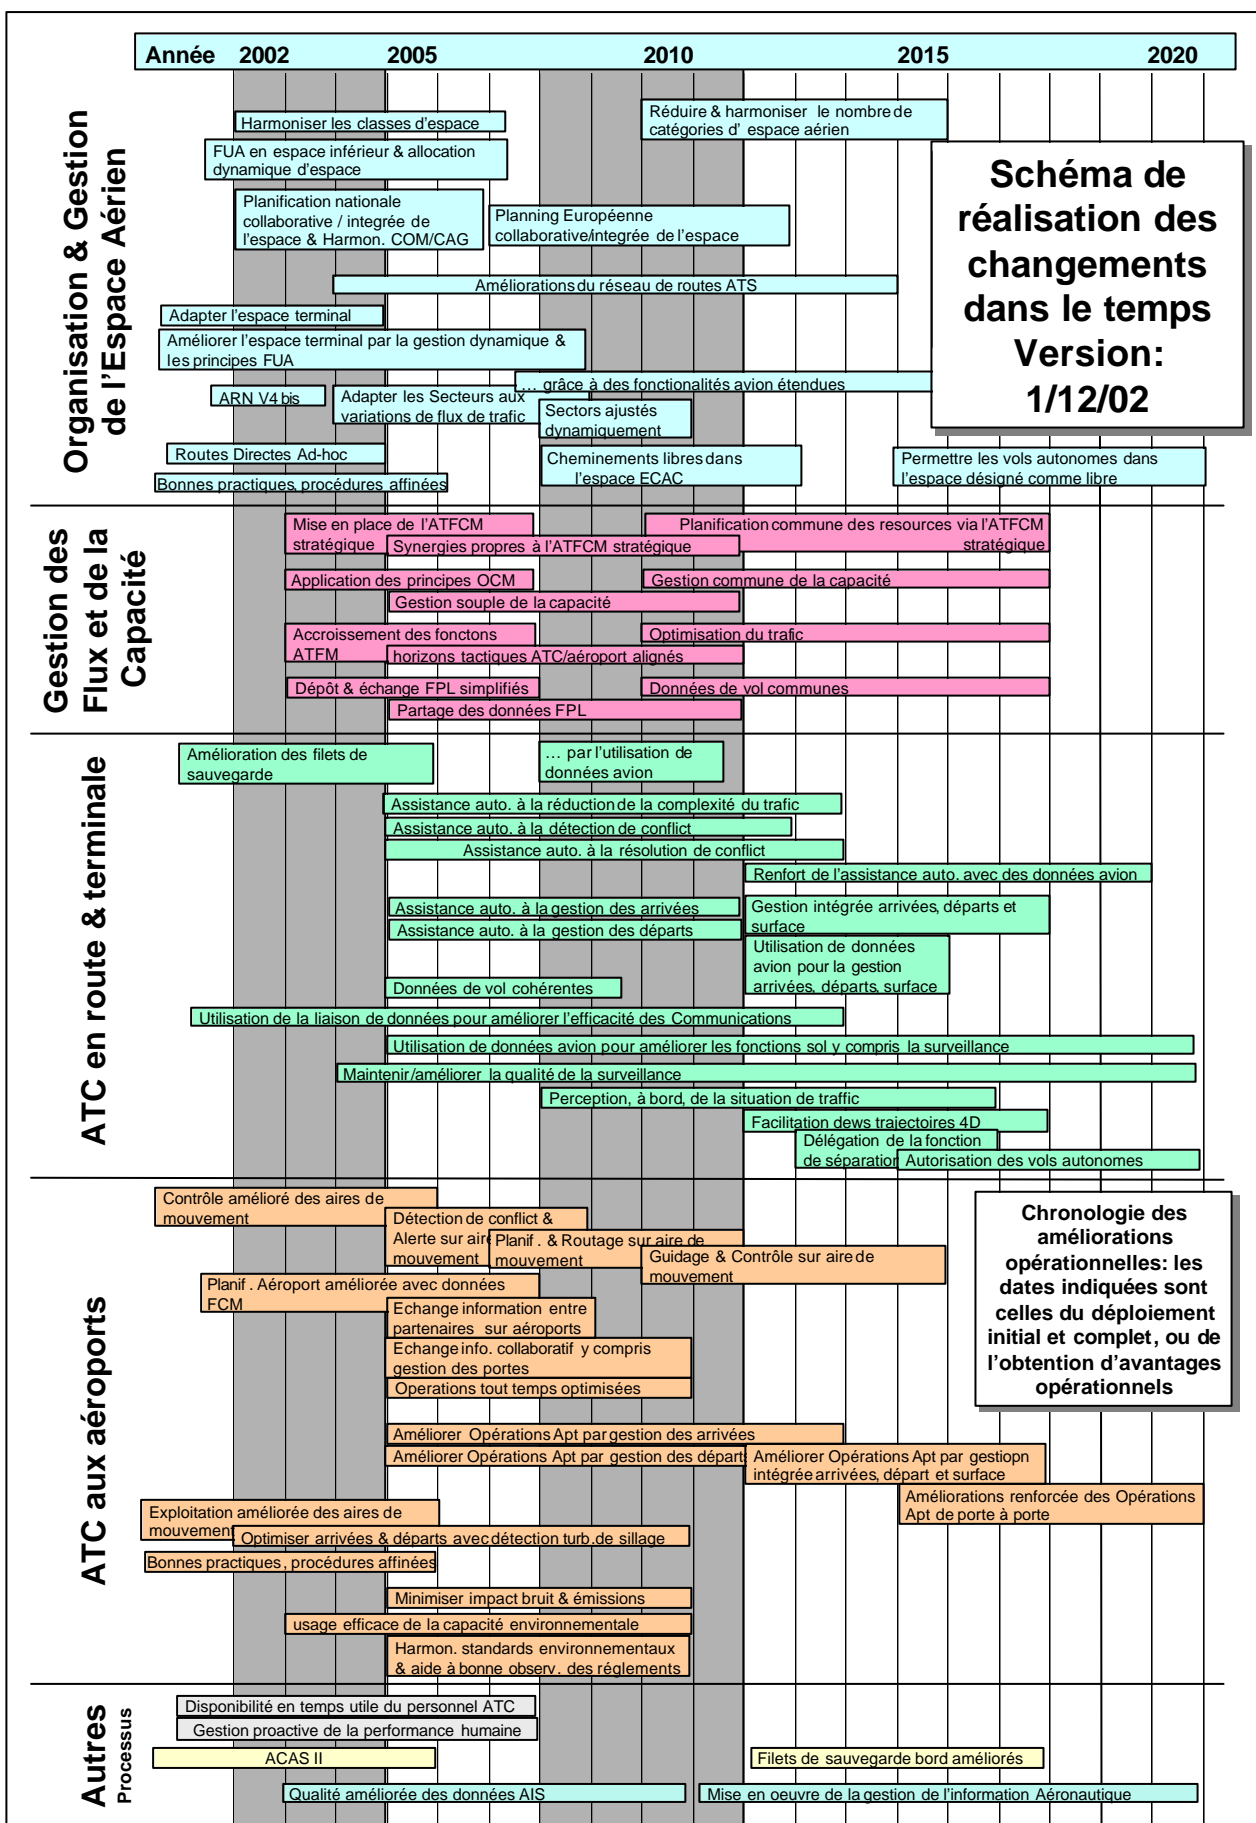 Année 2002 2005 2010 2015 2020
Organisation & Gestion
de l'Espace Aérien
Harmoniser les classes d'espace
Réduire & harmoniser le nombre de
catégories d' espace aérien
FUA en espace inférieur & allocation
dynamique d'espace
Planification nationale
collaborative / integrée de
l'espace & Harmon. COM/CAG
Planning Européenne
collaborative/integrée de l'espace
Améliorations du réseau de routes ATS
Adapter l'espace terminal
Améliorer l'espace terminal par la gestion dynamique &
les principes FUA
… grâce à des fonctionalités avion étendues
ARN V4 bis
Adapter les Secteurs aux
variations de flux de trafic
Sectors ajustés
dynamiquement
Routes Directes Ad-hoc
Cheminements libres dans
l'espace ECAC
Permettre les vols autonomes dans
l'espace désigné comme libre
Bonnes practiques, procédures affinées
Schéma de
réalisation des
changements
dans le temps
Version:
1/12/02
Gestion des
Flux et de la
Capacité
Mise en place de l'ATFCM
stratégique
Synergies propres à l'ATFCM stratégique
Planification commune des resources via l'ATFCM
stratégique
Application des principes OCM
Gestion commune de la capacité
Gestion souple de la capacité
Accroissement des fonctons
ATFM
Optimisation du trafic
horizons tactiques ATC/aéroport alignés
Dépôt & échange FPL simplifiés
Données de vol communes
Partage des données FPL
ATC en route & terminale
Amélioration des filets de
sauvegarde
… par l'utilisation de
données avion
Assistance auto. à la réduction de la complexité du trafic
Assistance auto. à la détection de conflict
Assistance auto. à la résolution de conflict
Renfort de l'assistance auto. avec des données avion
Assistance auto. à la gestion des arrivées
Gestion intégrée arrivées, départs et
surface
Assistance auto. à la gestion des départs
Utilisation de données
avion pour la gestion
arrivées, départs, surface
Données de vol cohérentes
Utilisation de la liaison de données pour améliorer l'efficacité des Communications
Utilisation de données avion pour améliorer les fonctions sol y compris la surveillance
Maintenir/améliorer la qualité de la surveillance
Perception, à bord, de la situation de traffic
Facilitation dews trajectoires 4D
Délégation de la fonction
de séparation
Autorisation des vols autonomes
ATC aux aéroports
Contrôle amélioré des aires de
mouvement
Détection de conflict &
Alerte sur aire
mouvement
Planif . & Routage sur aire de
mouvement
Guidage & Contrôle sur aire de
mouvement
Planif . Aéroport améliorée avec données
FCM
Echange information entre
partenaires sur aéroports
Echange info. collaboratif y compris
gestion des portes
Operations tout temps optimisées
Améliorer Opérations Apt par gestion des arrivées
Améliorer Opérations Apt par gestion des départs
Améliorer Opérations Apt par gestiopn
intégrée arrivées, départ et surface
Améliorations renforcée des Opérations
Apt de porte à porte
Exploitation améliorée des aires de
mouvement
Optimiser arrivées & départs avec détection turb.de sillage
Bonnes practiques, procédures affinées
Minimiser impact bruit & émissions
usage efficace de la capacité environnementale
Harmon. standards environnementaux
& aide à bonne observ. des réglements
Chronologie des
améliorations
opérationnelles: les
dates indiquées sont
celles du déploiement
initial et complet, ou de
l'obtention d'avantages
opérationnels
Autres
Processus
Disponibilité en temps utile du personnel ATC
Gestion proactive de la performance humaine
ACAS II
Filets de sauvegarde bord améliorés
Qualité améliorée des données AIS
Mise en oeuvre de la gestion de l'information Aéronautique